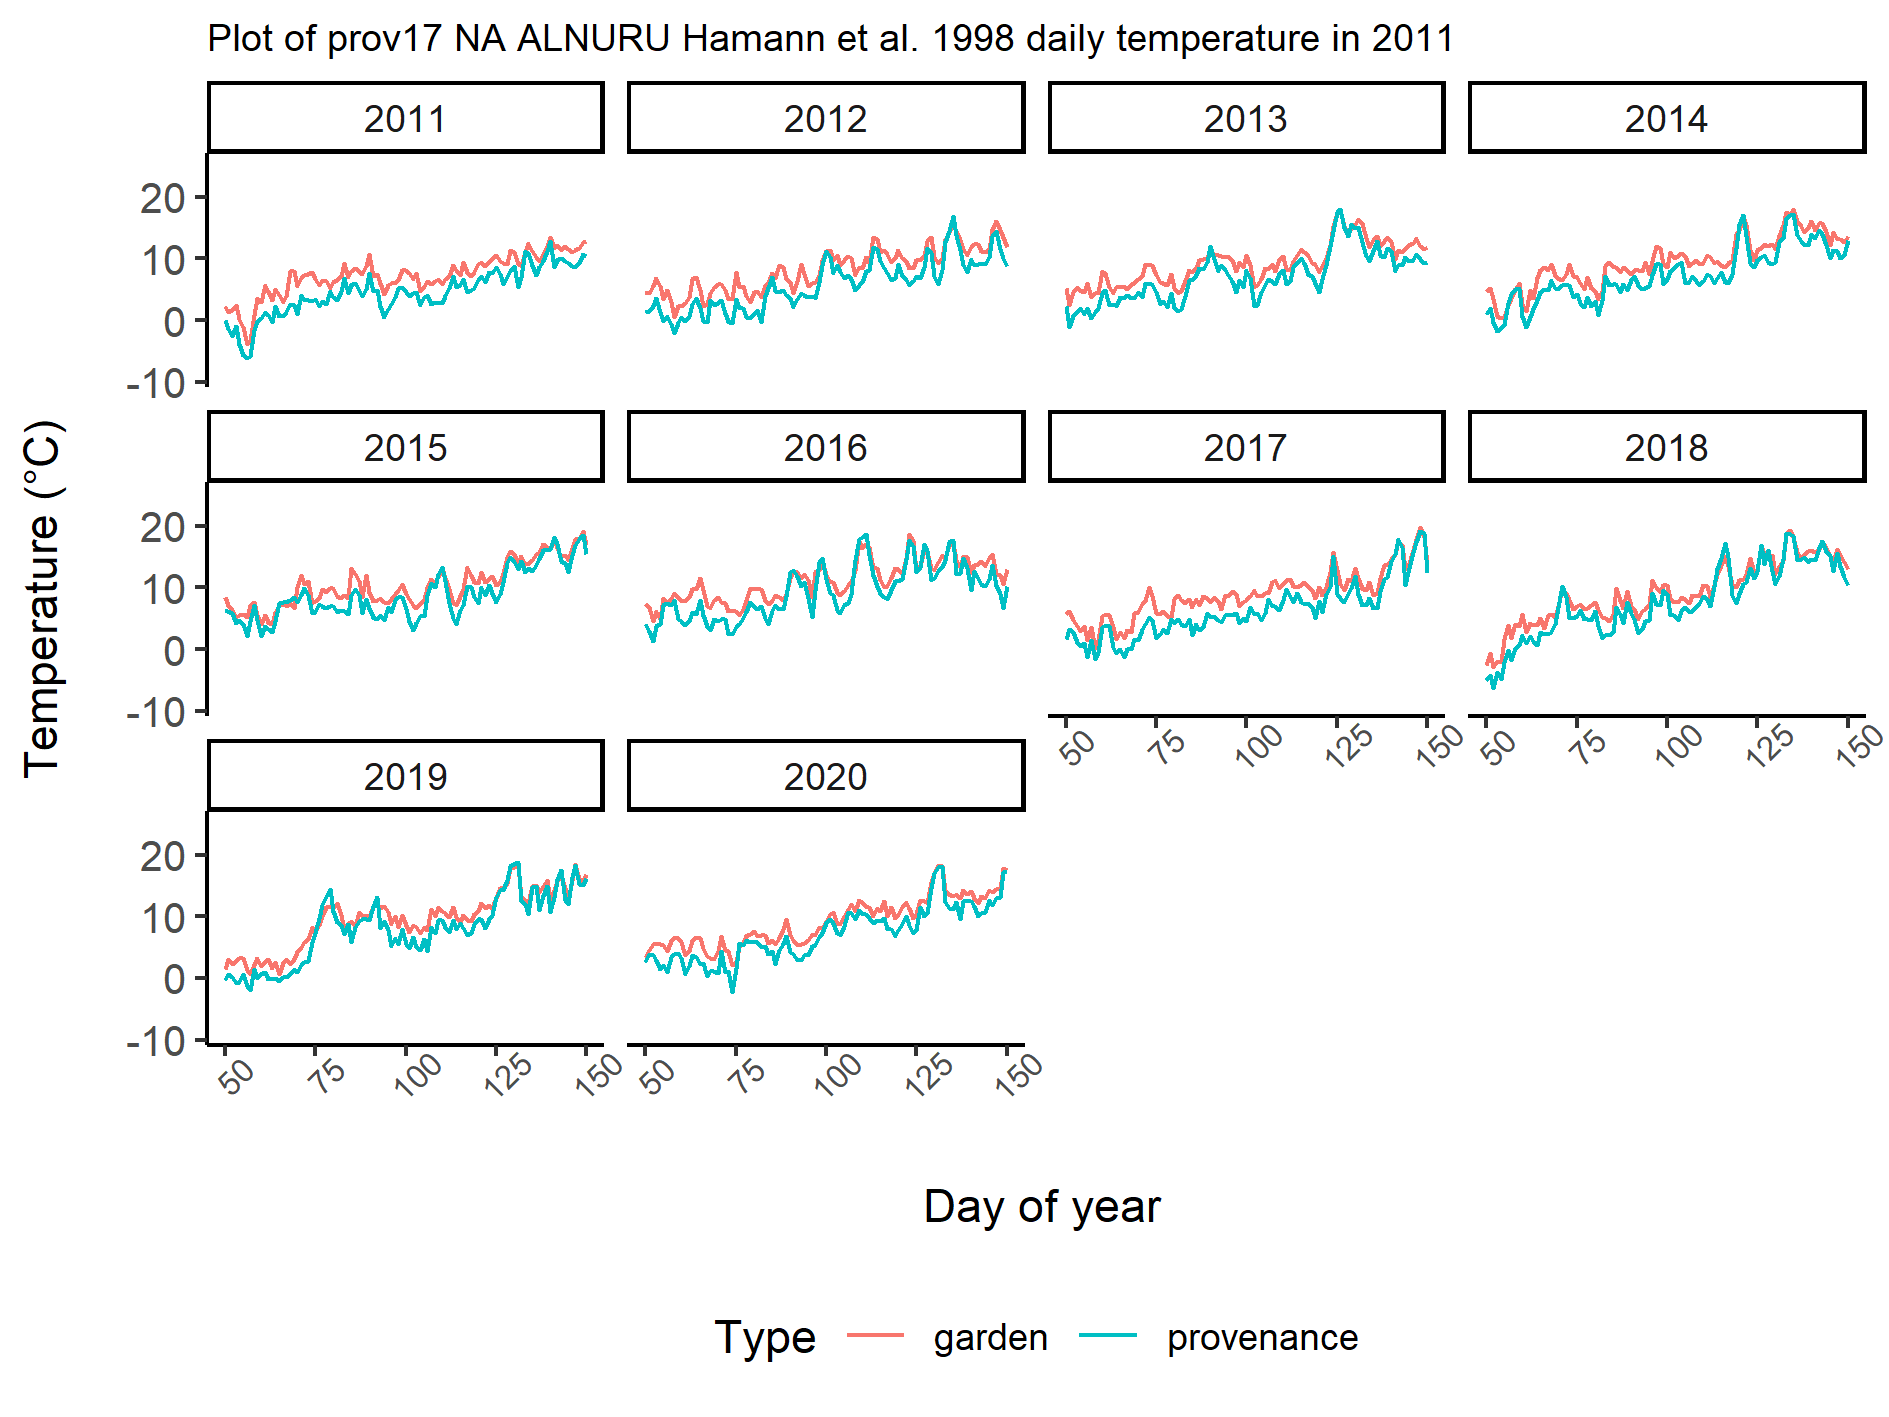 Plot of prov17 NA ALNURU Hamann et al. 1998 daily temperature in 2011
2011 2012 2013 2014
20
10
0
-10
2015 2016 2017 2018
20
10
0
-10
50 75 100 125 150 50 75 100 125 150
2019 2020
20
10
0
-10
50 75 100 125 150 50 75 100 125 150
Temperature (°C)
Day of year
Type garden provenance